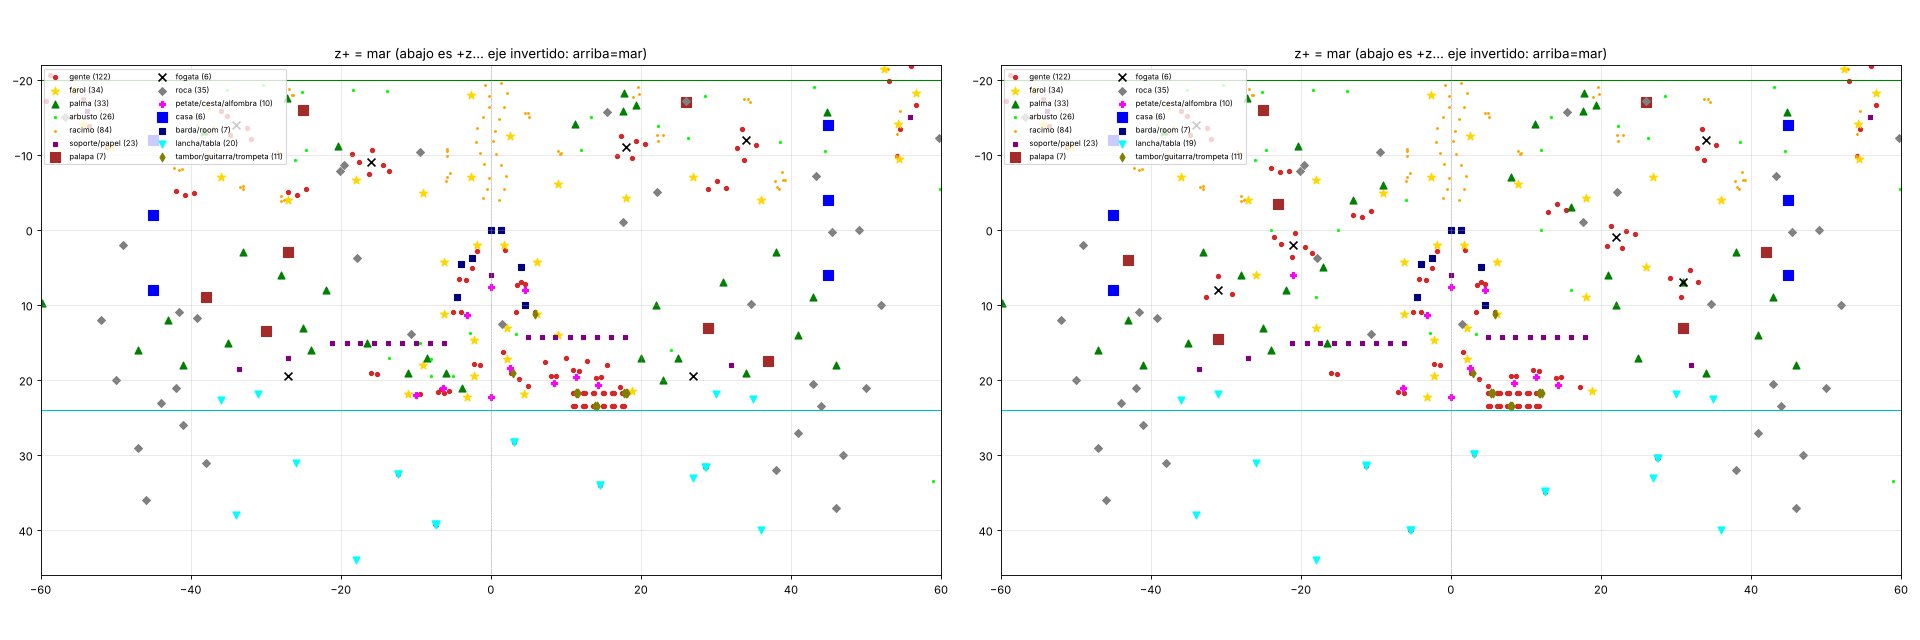 z+ = mar (abajo es +z... eje invertido: arriba=mar)
gente (122)
farol (34)
palma (33)
arbusto (26)
racimo (84)
soporte/papel (23)
palapa (7)
fogata (6)
roca (35)
petate/cesta/alfombra (10)
casa (6)
barda/room (7)
lancha/tabla (20)
tambor/guitarra/trompeta (11)
−20
−10
0
10
20
30
40
−60
−40
−20
0
20
40
60
z+ = mar (abajo es +z... eje invertido: arriba=mar)
gente (122)
farol (34)
palma (33)
arbusto (26)
racimo (84)
soporte/papel (23)
palapa (7)
fogata (6)
roca (35)
petate/cesta/alfombra (10)
casa (6)
barda/room (7)
lancha/tabla (19)
tambor/guitarra/trompeta (11)
−20
−10
0
10
20
30
40
−60
−40
−20
0
20
40
60